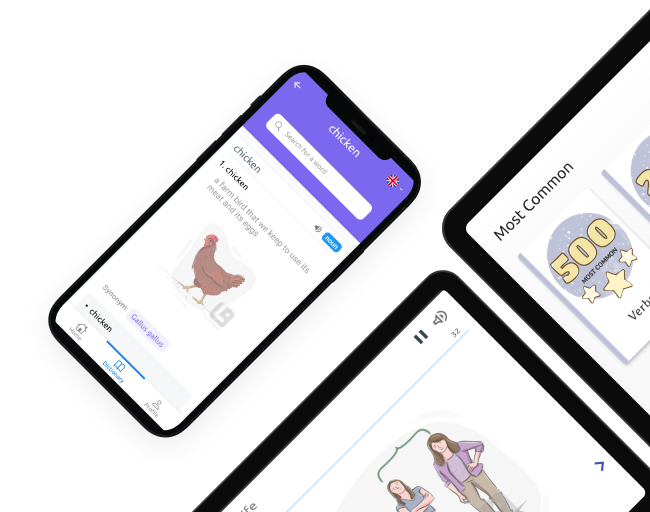 chicken
Search for a word
chicken
1. chicken
noun
a farm bird that we keep to use its
meat and its eggs
Synonym:
Gallus gallus
• chicken
Home
Dictionary
Profile
Most Common
500
MOST COMMON
32